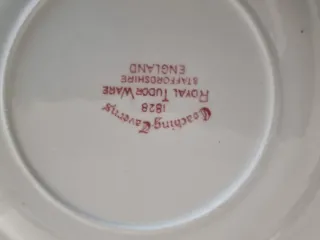 Coaching Taverns
1828
ROYAL TUDOR WARE
STAFFORDSHIRE
ENGLAND